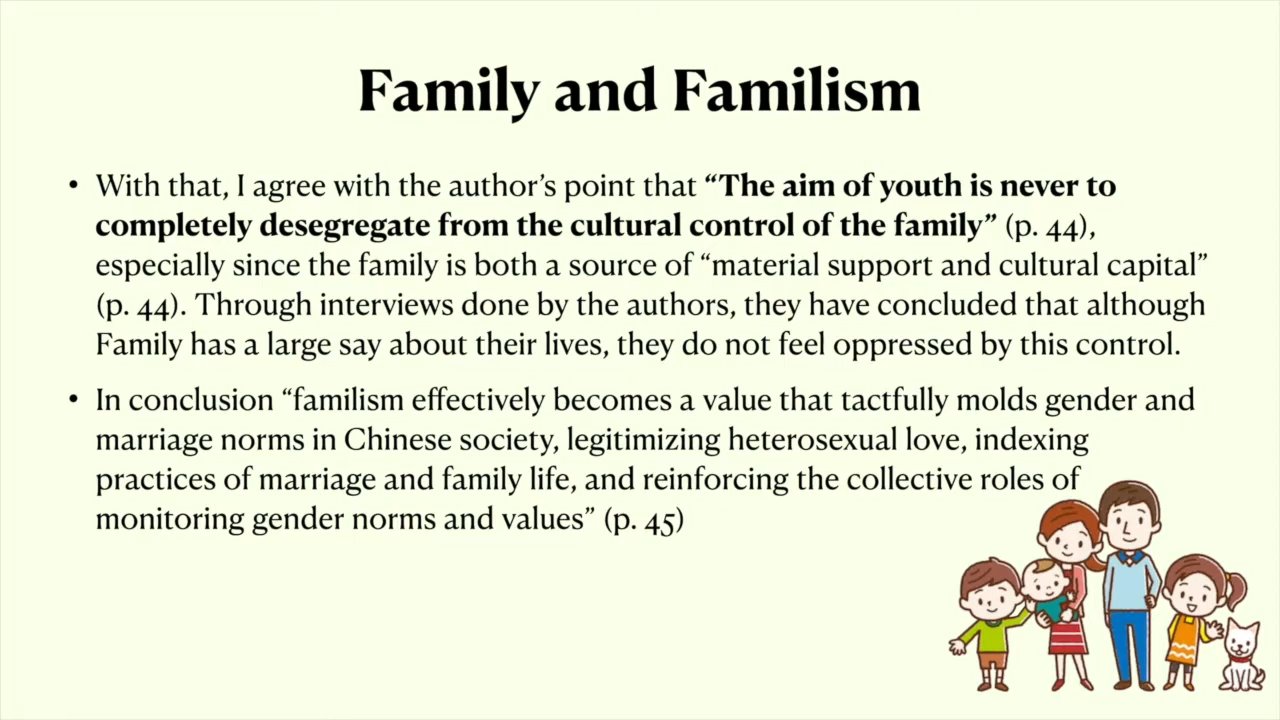 Family and Familism
• With that, I agree with the author’s point that “The aim of youth is never to
completely desegregate from the cultural control of the family” (p. 44),
especially since the family is both a source of “material support and cultural capital”
(p. 44). Through interviews done by the authors, they have concluded that although
Family has a large say about their lives, they do not feel oppressed by this control.
• In conclusion “familism effectively becomes a value that tactfully molds gender and
marriage norms in Chinese society, legitimizing heterosexual love, indexing
practices of marriage and family life, and reinforcing the collective roles of
monitoring gender norms and values” (p. 45)